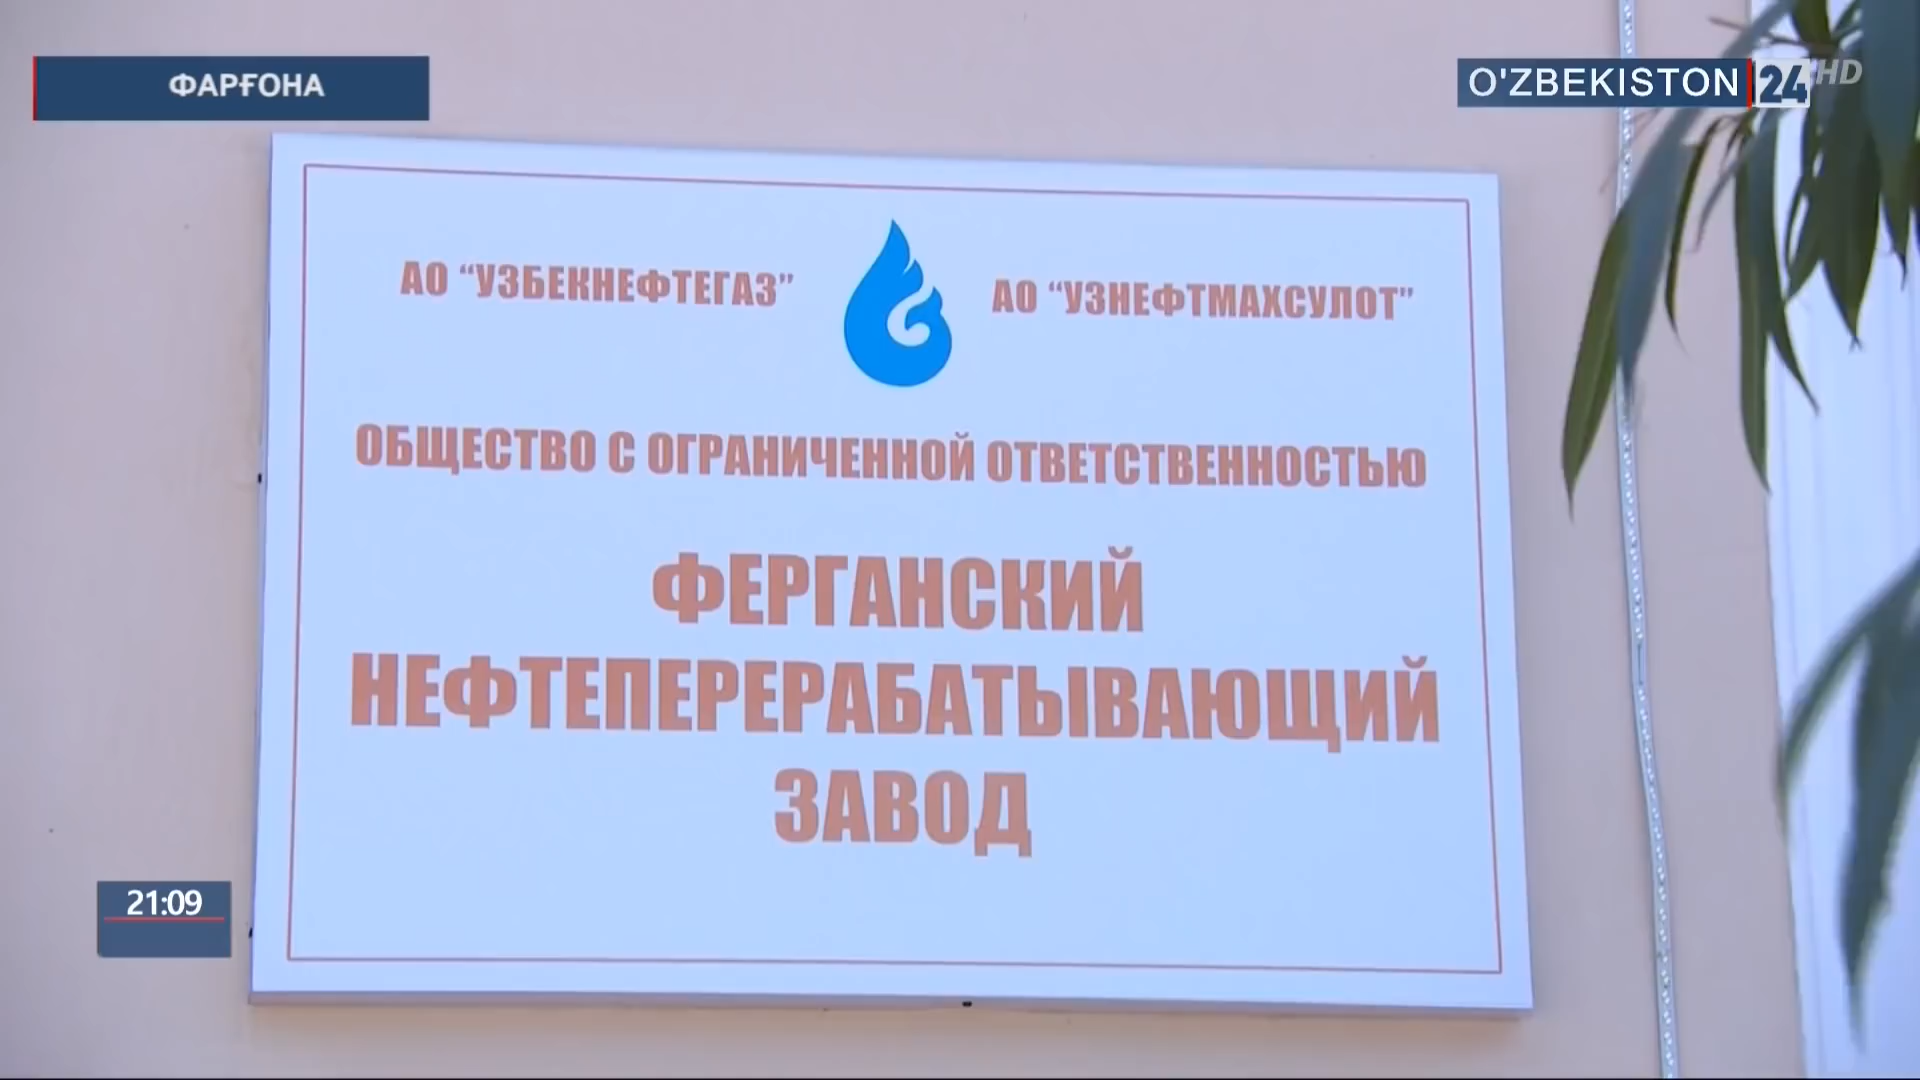 ФАРҒОНА
O'ZBEKISTON 24 HD
АО “УЗБЕКНЕФТЕГАЗ”
АО “УЗНЕФТМАХСУЛОТ”
ОБЩЕСТВО С ОГРАНИЧЕННОЙ ОТВЕТСТВЕННОСТЬЮ
ФЕРГАНСКИЙ
НЕФТЕПЕРЕРАБАТЫВАЮЩИЙ
ЗАВОД
21:09